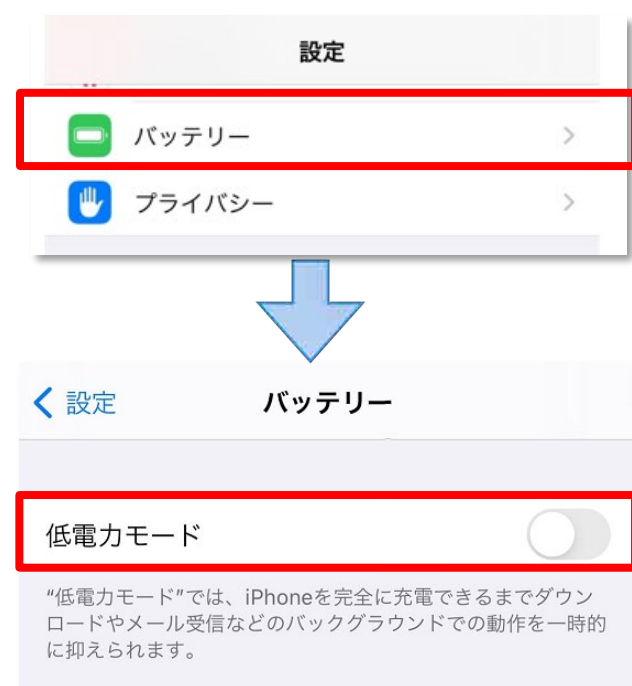 設定
バッテリー
プライバシー
設定
バッテリー
低電力モード
“低電力モード”では、iPhoneを完全に充電できるまでダウン
ロードやメール受信などのバックグラウンドでの動作を一時的
に抑えられます。